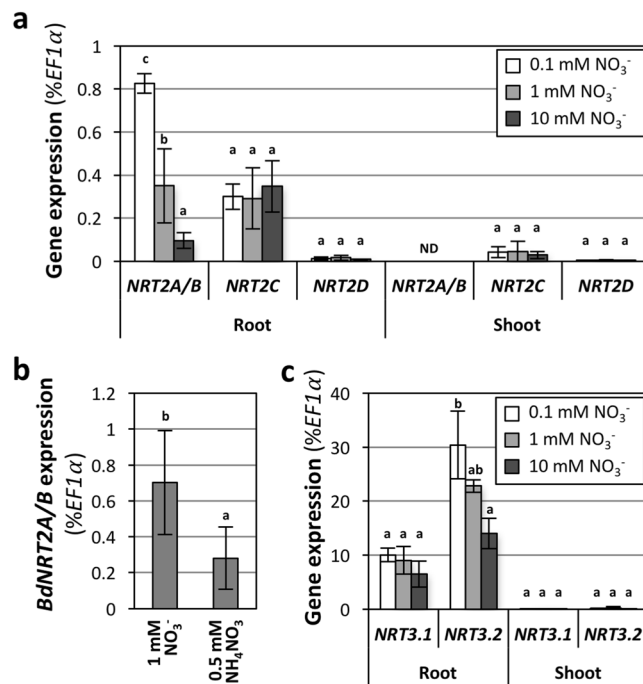 a
Gene expression (%EF1α)
1
0.8
0.6
0.4
0.2
0
c
b
a
a a a
a a a
ND
a a a
a a a
0.1 mM NO₃⁻
1 mM NO₃⁻
10 mM NO₃⁻
NRT2A/B NRT2C NRT2D NRT2A/B NRT2C NRT2D
Root Shoot
b
BdNRT2A/B expression
(%EF1α)
1.2
1
0.8
0.6
0.4
0.2
0
b
a
1 mM
NO₃⁻
0.5 mM
NH₄NO₃
c
Gene expression (%EF1α)
40
30
20
10
0
a a a
b
ab
a
a a a
a a a
0.1 mM NO₃⁻
1 mM NO₃⁻
10 mM NO₃⁻
NRT3.1 NRT3.2 NRT3.1 NRT3.2
Root Shoot